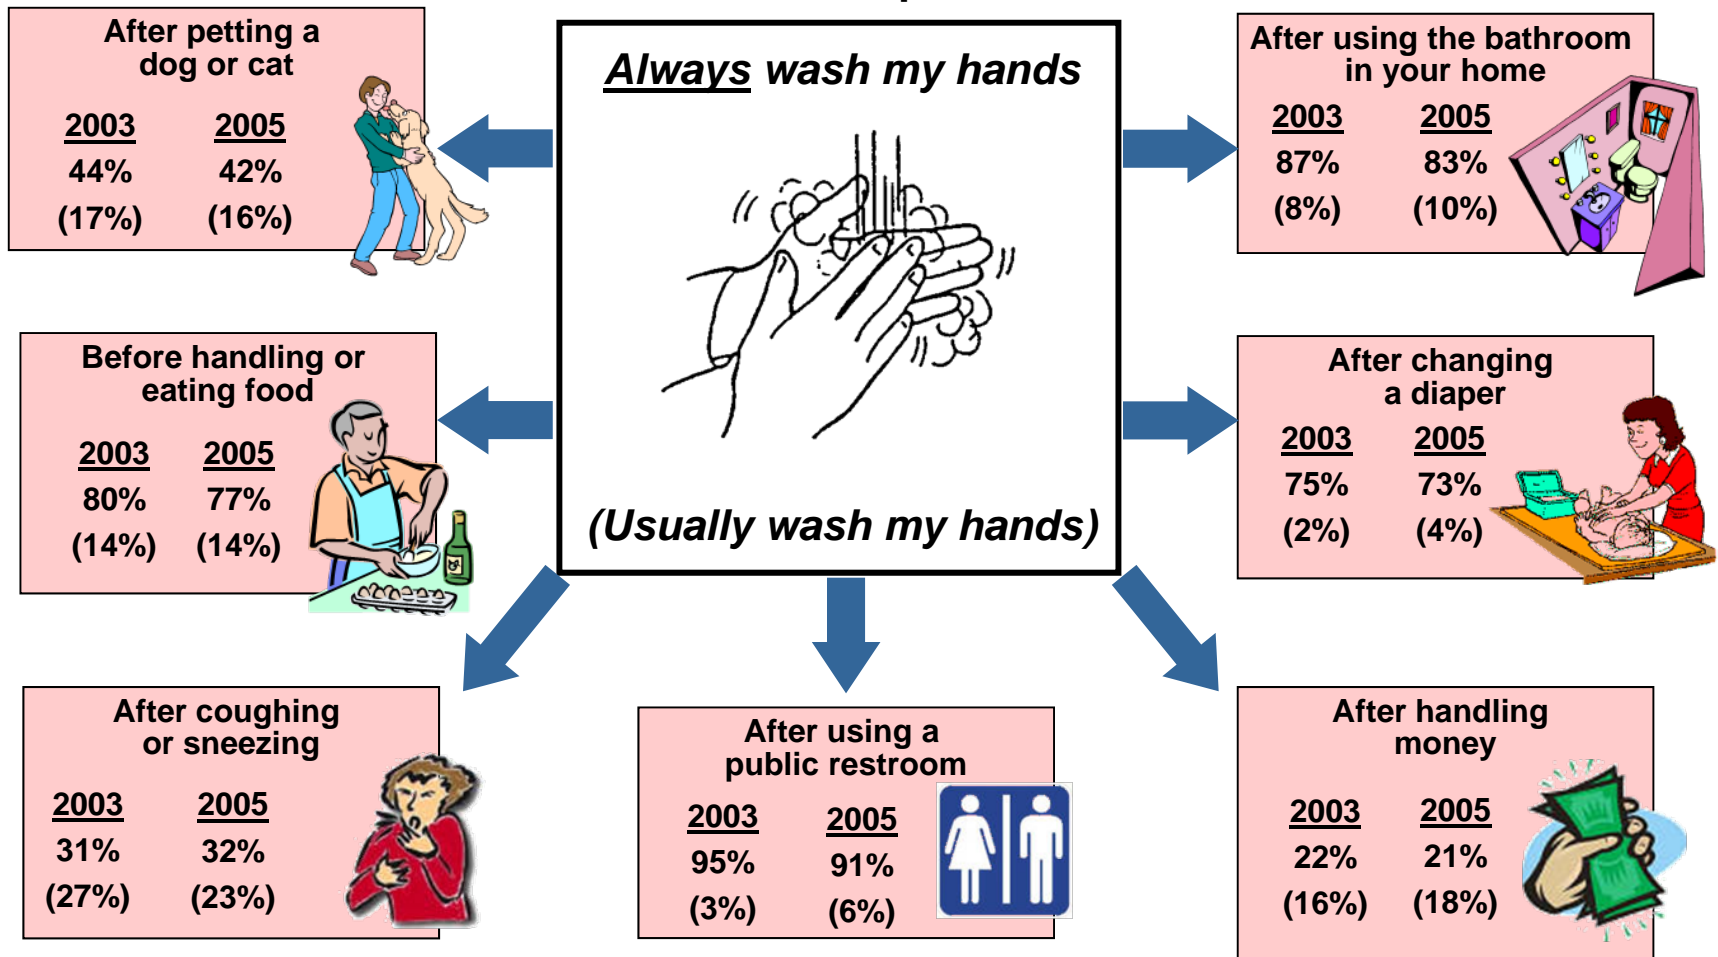 After petting a
dog or cat
2003 2005
44% 42%
(17%) (16%)
Always wash my hands
(Usually wash my hands)
After using the bathroom
in your home
2003 2005
87% 83%
(8%) (10%)
Before handling or
eating food
2003 2005
80% 77%
(14%) (14%)
After changing
a diaper
2003 2005
75% 73%
(2%) (4%)
After coughing
or sneezing
2003 2005
31% 32%
(27%) (23%)
After using a
public restroom
2003 2005
95% 91%
(3%) (6%)
After handling
money
2003 2005
22% 21%
(16%) (18%)